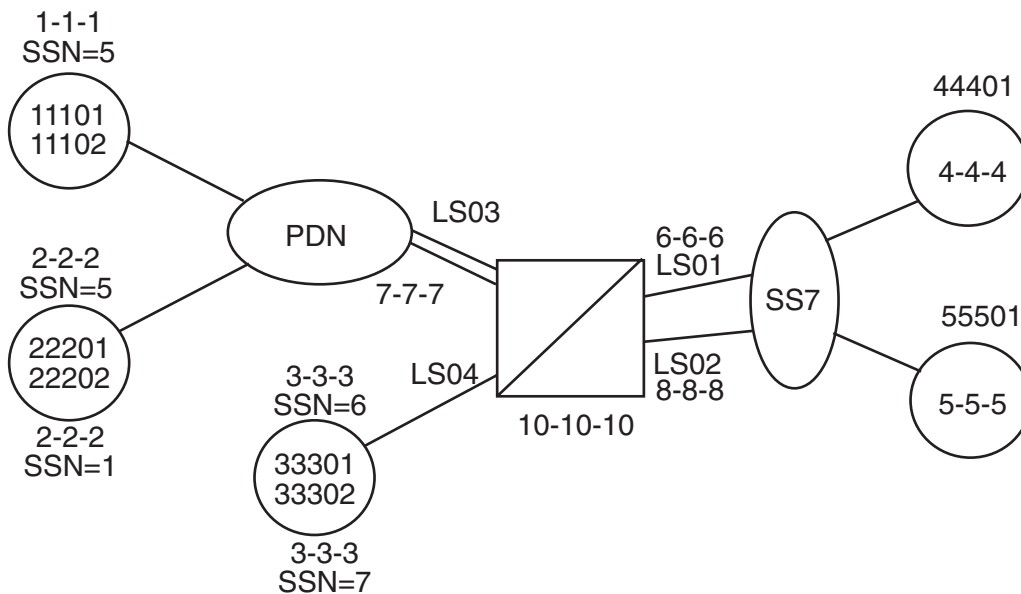 1-1-1
SSN=5
11101
11102
PDN
LS03
7-7-7
2-2-2
SSN=5
22201
22202
2-2-2
SSN=1
LS04
3-3-3
SSN=6
33301
33302
3-3-3
SSN=7
10-10-10
6-6-6
LS01
LS02
8-8-8
SS7
44401
4-4-4
55501
5-5-5